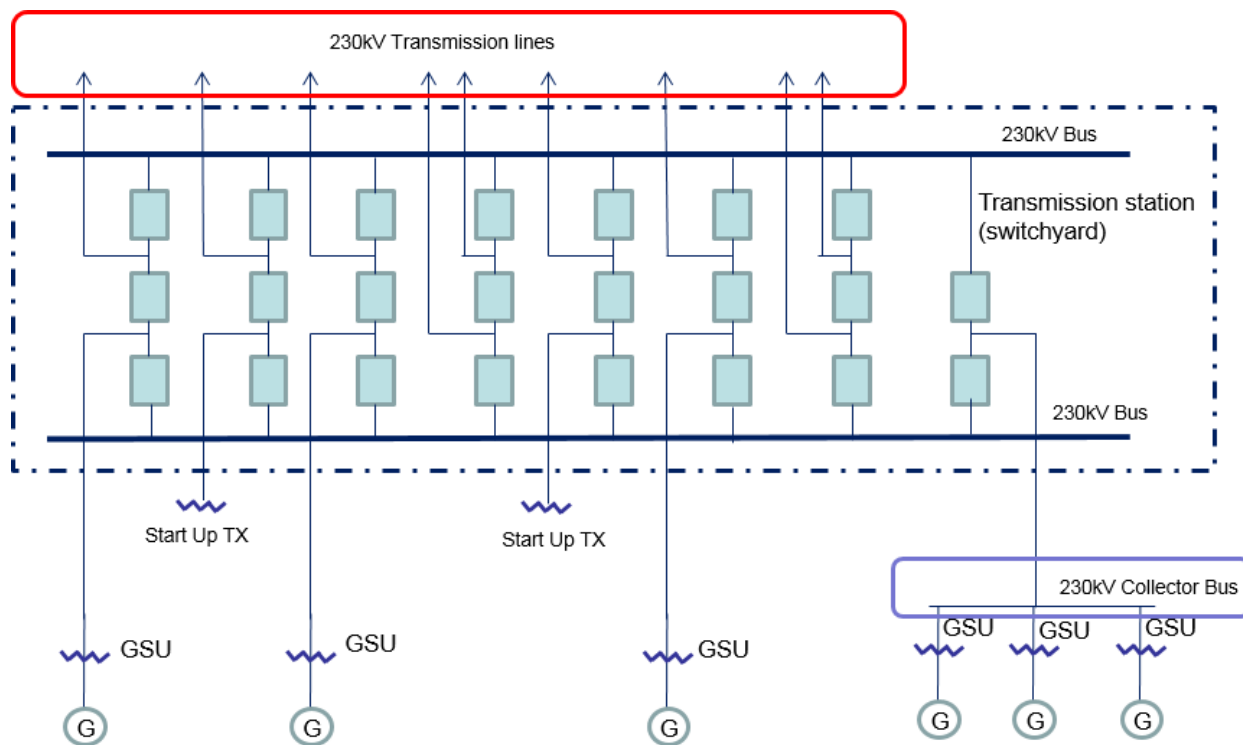 230kV Transmission lines
230kV Bus
Transmission station
(switchyard)
230kV Bus
Start Up TX
Start Up TX
230kV Collector Bus
GSU
GSU
GSU
GSU
GSU
GSU
G
G
G
G
G
G